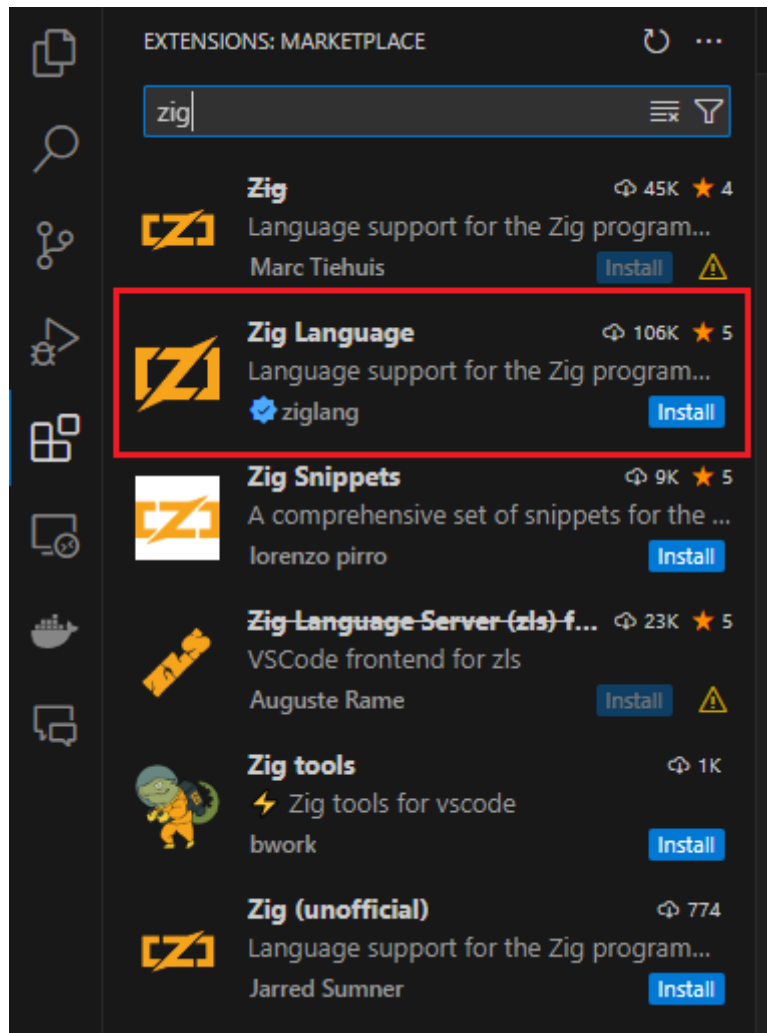 EXTENSIONS: MARKETPLACE
zig
Zig 45K ★ 4
Language support for the Zig program...
Marc Tiehuis Install
Zig Language 106K ★ 5
Language support for the Zig program...
ziglang Install
Zig Snippets 9K ★ 5
A comprehensive set of snippets for the ...
lorenzo pirro Install
Zig Language Server (zls) f... 23K ★ 5
VSCode frontend for zls
Auguste Rame Install
Zig tools 1K
⚡ Zig tools for vscode
bwork Install
Zig (unofficial) 774
Language support for the Zig program...
Jarred Sumner Install